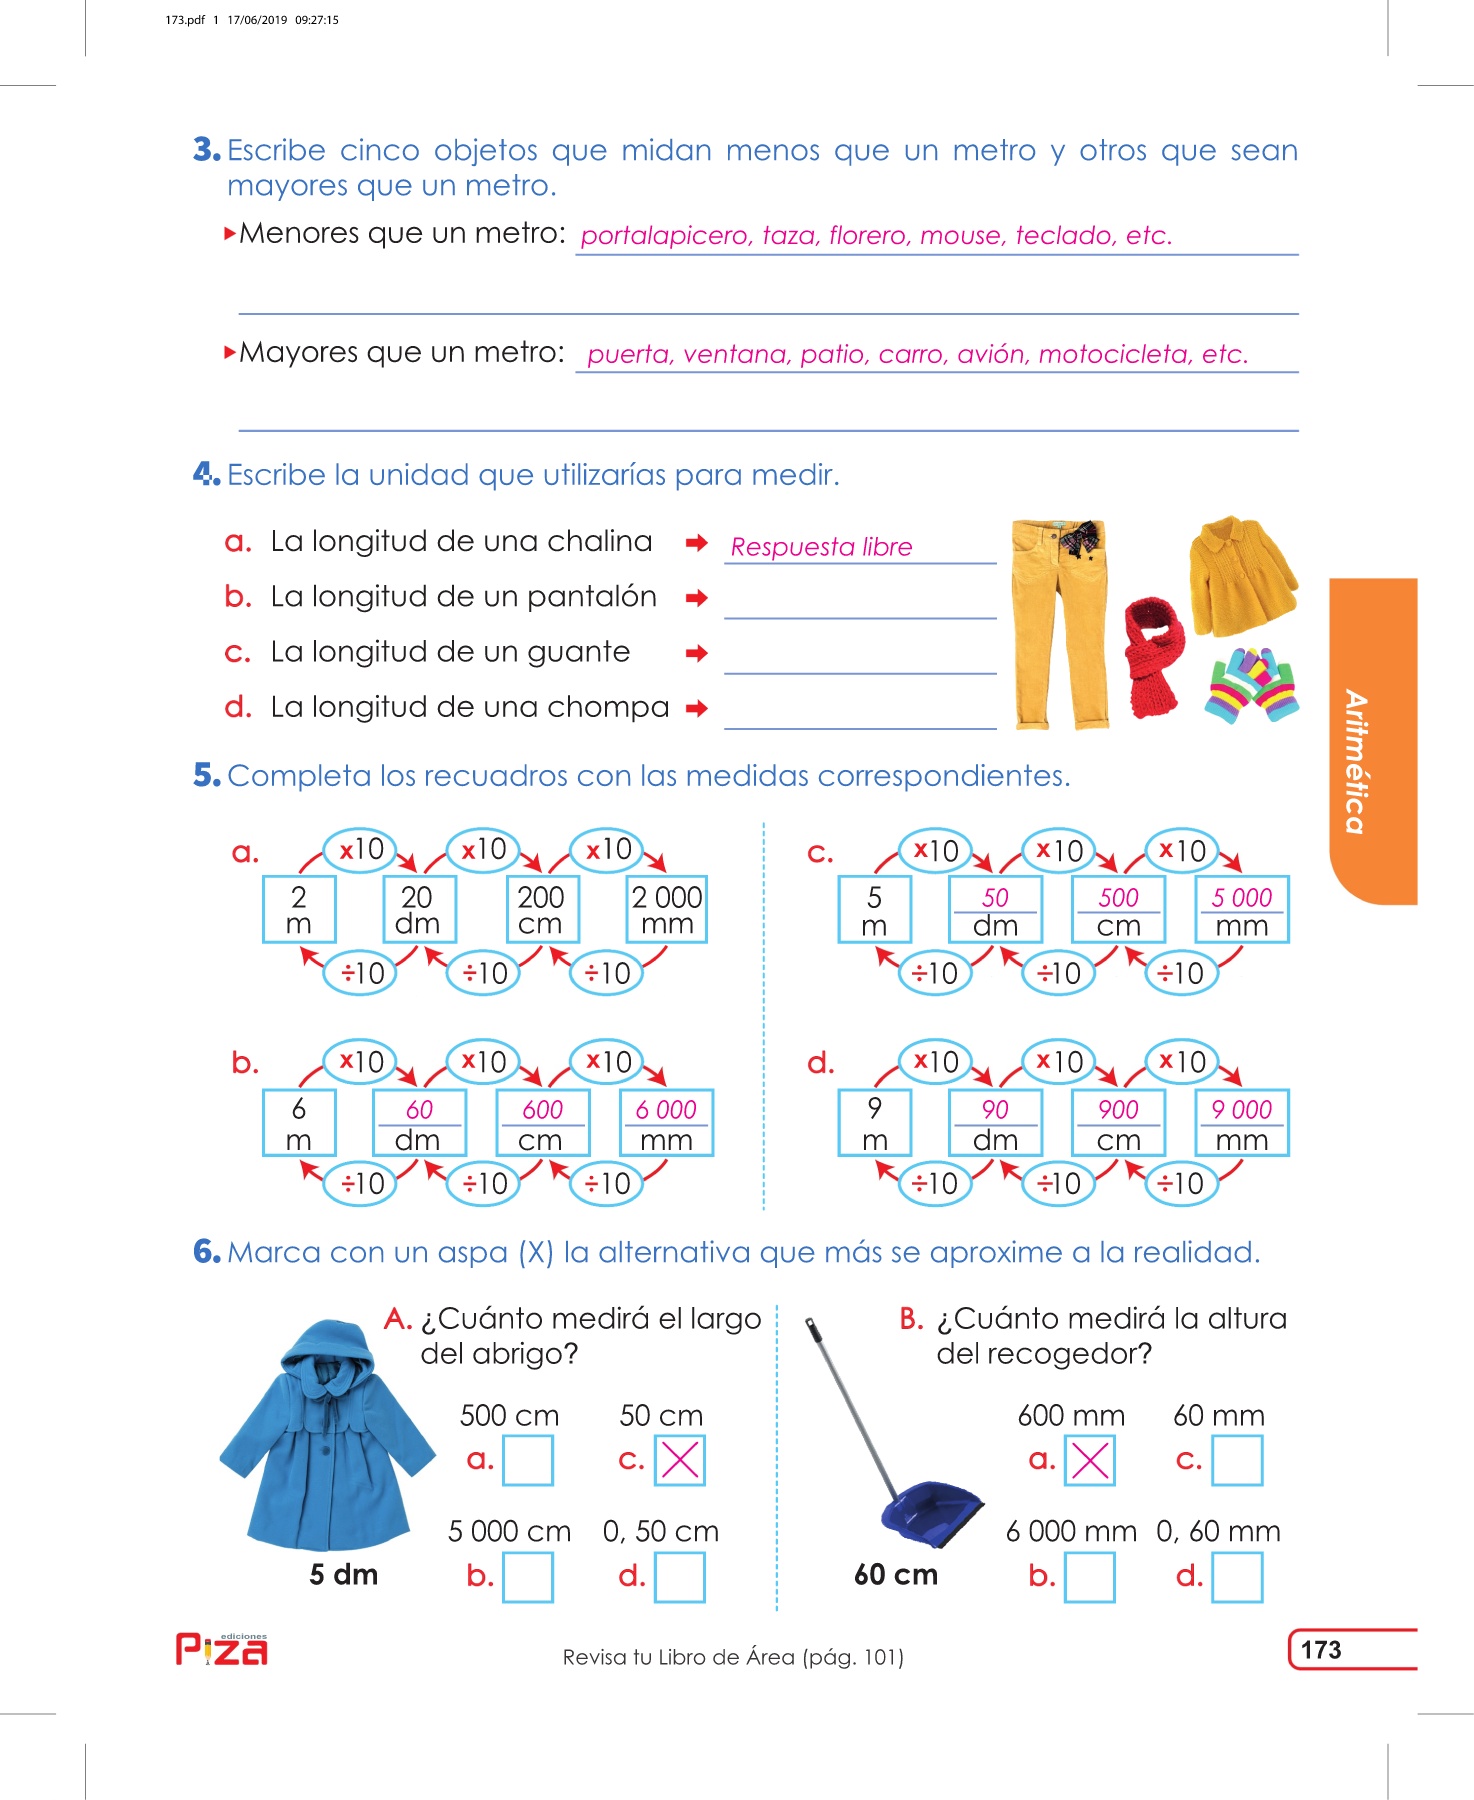 173.pdf 1 17/06/2019 09:27:15
3. Escribe cinco objetos que midan menos que un metro y otros que sean
mayores que un metro.
Menores que un metro: portalapicero, taza, florero, mouse, teclado, etc.
Mayores que un metro: puerta, ventana, patio, carro, avión, motocicleta, etc.
4. Escribe la unidad que utilizarías para medir.
a. La longitud de una chalina Respuesta libre
b. La longitud de un pantalón
c. La longitud de un guante
d. La longitud de una chompa
Aritmética
5. Completa los recuadros con las medidas correspondientes.
a. x10 x10 x10
2 20 200 2 000
m dm cm mm
÷10 ÷10 ÷10
c. x10 x10 x10
5 50 500 5 000
m dm cm mm
÷10 ÷10 ÷10
b. x10 x10 x10
6 60 600 6 000
m dm cm mm
÷10 ÷10 ÷10
d. x10 x10 x10
9 90 900 9 000
m dm cm mm
÷10 ÷10 ÷10
6. Marca con un aspa (X) la alternativa que más se aproxime a la realidad.
A. ¿Cuánto medirá el largo
del abrigo?
500 cm 50 cm
a. c. X
5 000 cm 0, 50 cm
b. d.
5 dm
B. ¿Cuánto medirá la altura
del recogedor?
600 mm 60 mm
a. X c.
6 000 mm 0, 60 mm
b. d.
60 cm
ediciones
Piza
Revisa tu Libro de Área (pág. 101)
173